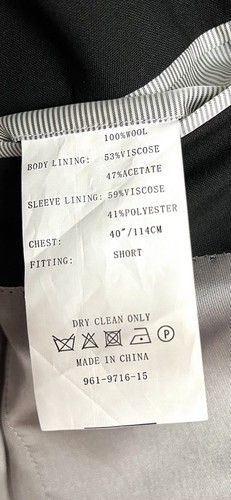 100%WOOL
BODY LINING: 53%VISCOSE
47%ACETATE
SLEEVE LINING: 59%VISCOSE
41%POLYESTER
CHEST: 40"/114CM
FITTING: SHORT
DRY CLEAN ONLY
P
MADE IN CHINA
961-9716-15